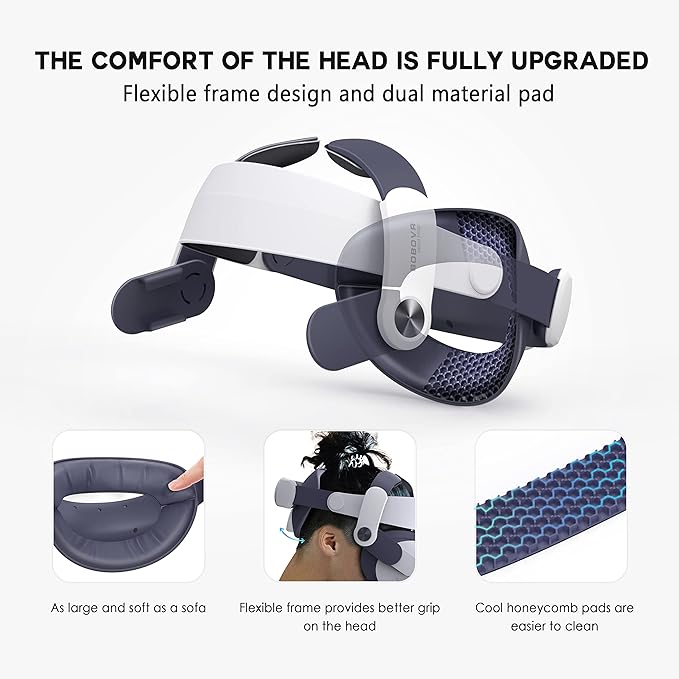 THE COMFORT OF THE HEAD IS FULLY UPGRADED
Flexible frame design and dual material pad
BOBOVR
As large and soft as a sofa
Flexible frame provides better grip
on the head
Cool honeycomb pads are
easier to clean